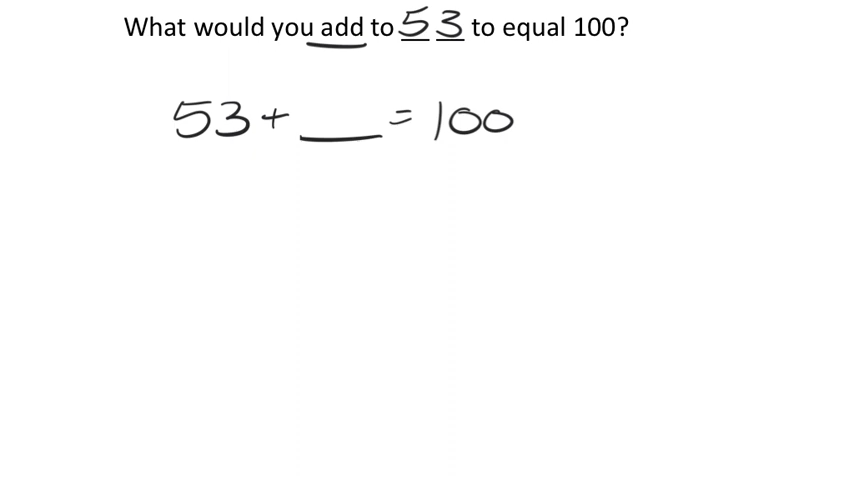 What would you add to 53 to equal 100?
53 + ___ = 100